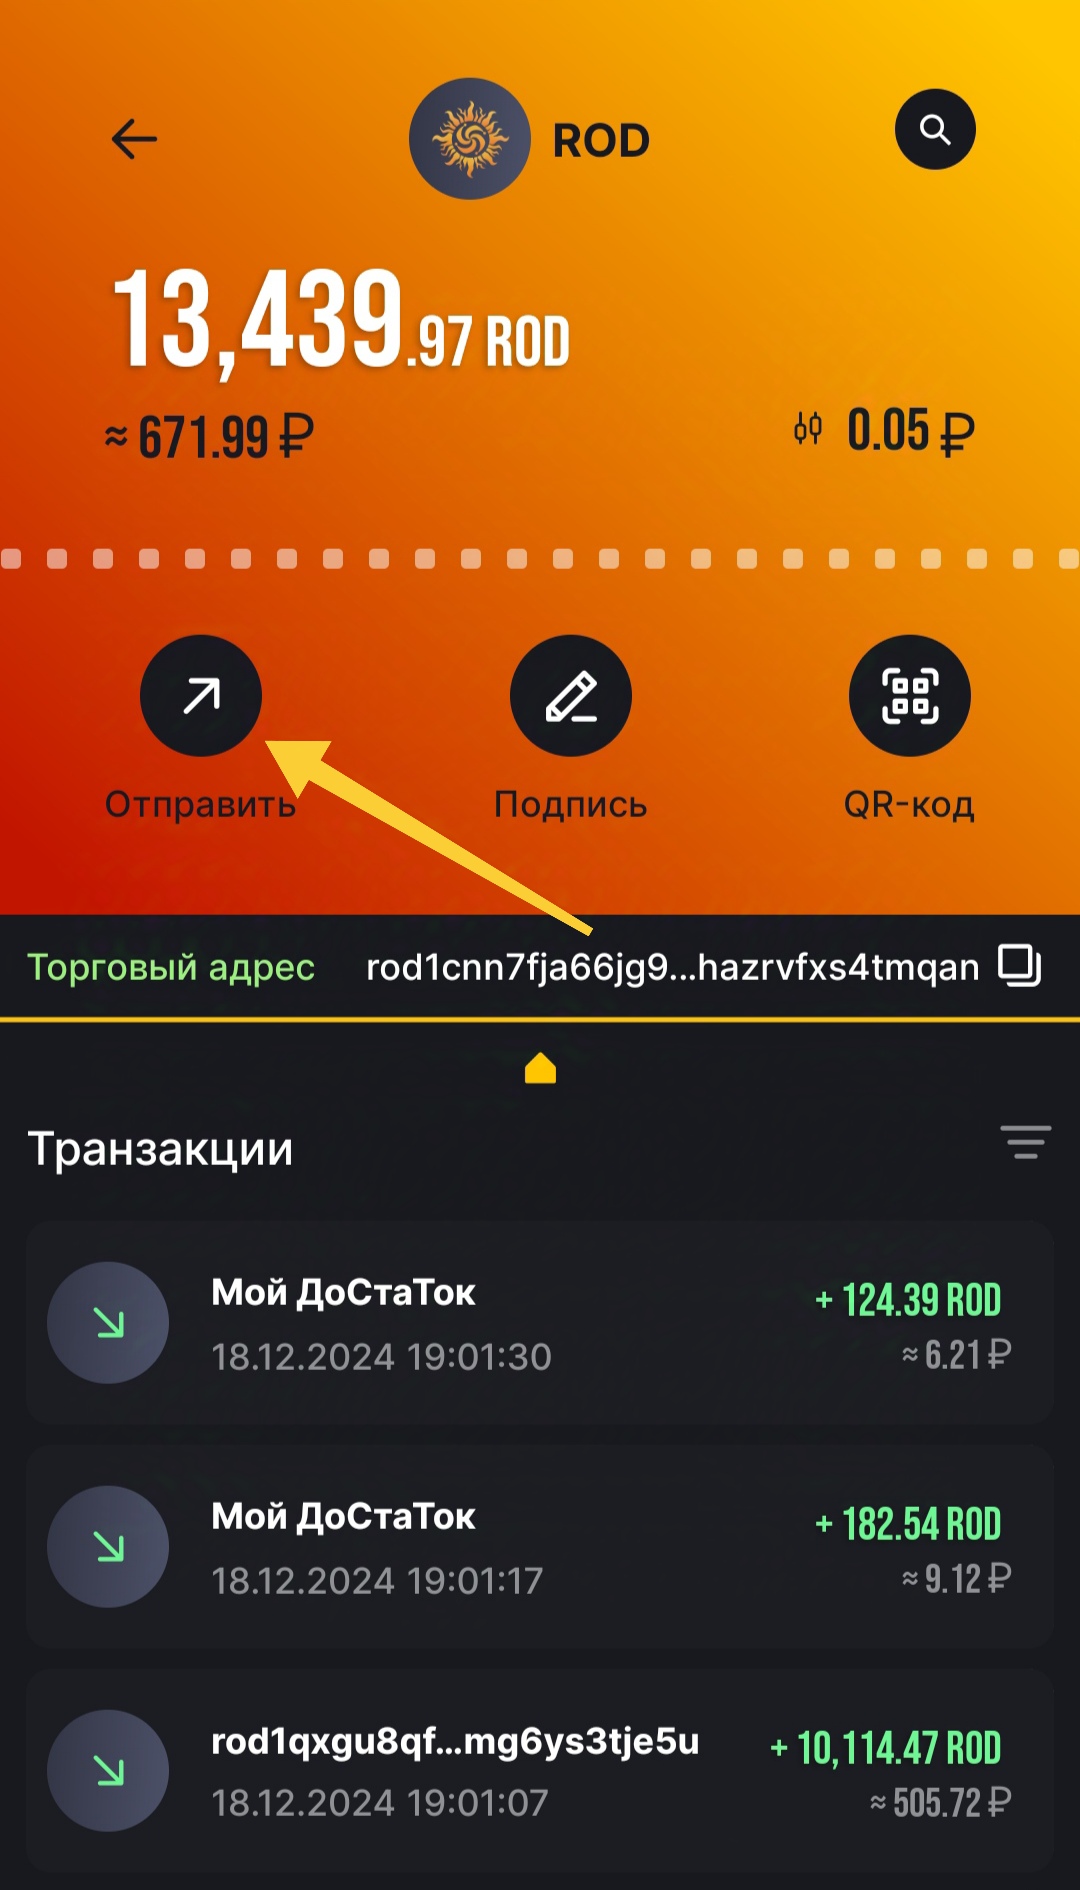 ROD
13,439.97 ROD
≈ 671.99 ₽
0.05 ₽
Отправить
Подпись
QR-код
Торговый адрес rod1cnn7fja66jg9...hazrvfxs4tmqan
Транзакции
Мой ДоСтаТок
+ 124.39 ROD
18.12.2024 19:01:30
≈ 6.21 ₽
Мой ДоСтаТок
+ 182.54 ROD
18.12.2024 19:01:17
≈ 9.12 ₽
rod1qxgu8qf...mg6ys3tje5u
+ 10,114.47 ROD
18.12.2024 19:01:07
≈ 505.72 ₽